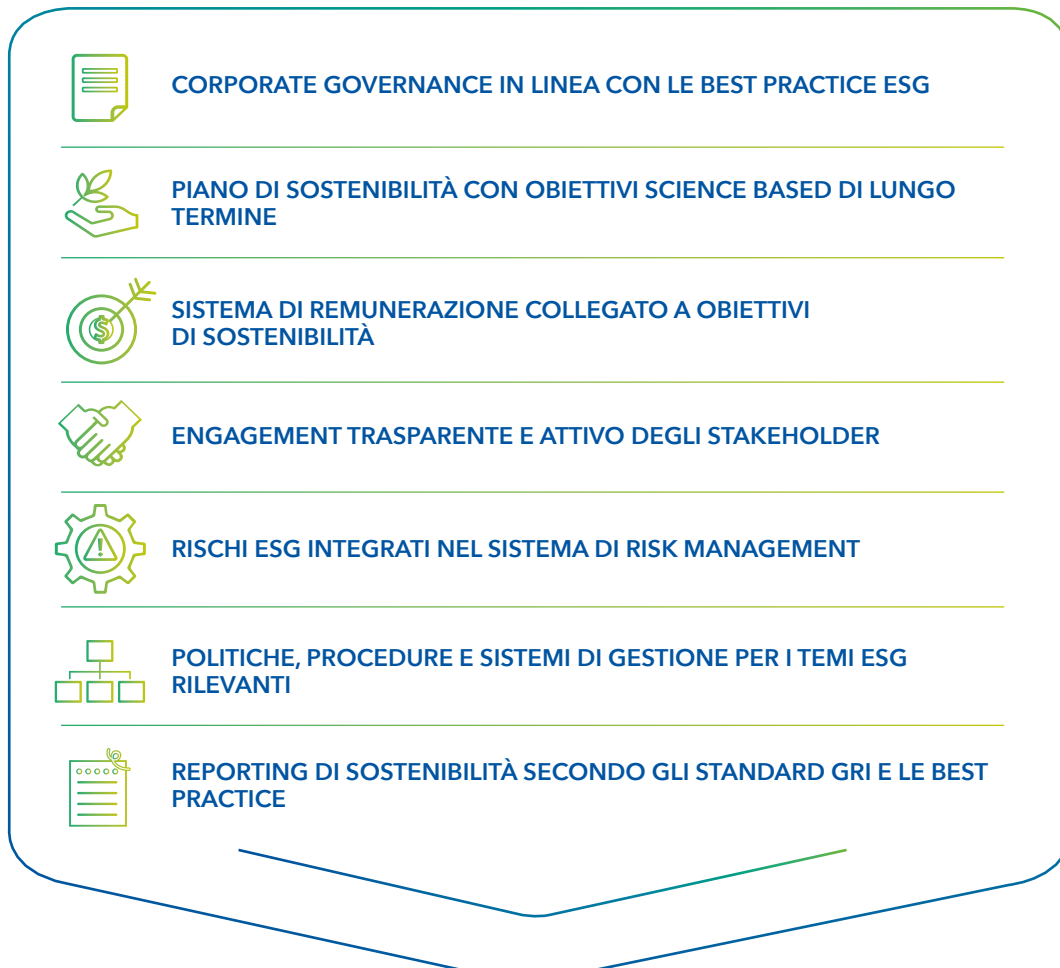 CORPORATE GOVERNANCE IN LINEA CON LE BEST PRACTICE ESG
PIANO DI SOSTENIBILITÀ CON OBIETTIVI SCIENCE BASED DI LUNGO
TERMINE
SISTEMA DI REMUNERAZIONE COLLEGATO A OBIETTIVI
DI SOSTENIBILITÀ
ENGAGEMENT TRASPARENTE E ATTIVO DEGLI STAKEHOLDER
RISCHI ESG INTEGRATI NEL SISTEMA DI RISK MANAGEMENT
POLITICHE, PROCEDURE E SISTEMI DI GESTIONE PER I TEMI ESG
RILEVANTI
REPORTING DI SOSTENIBILITÀ SECONDO GLI STANDARD GRI E LE BEST
PRACTICE